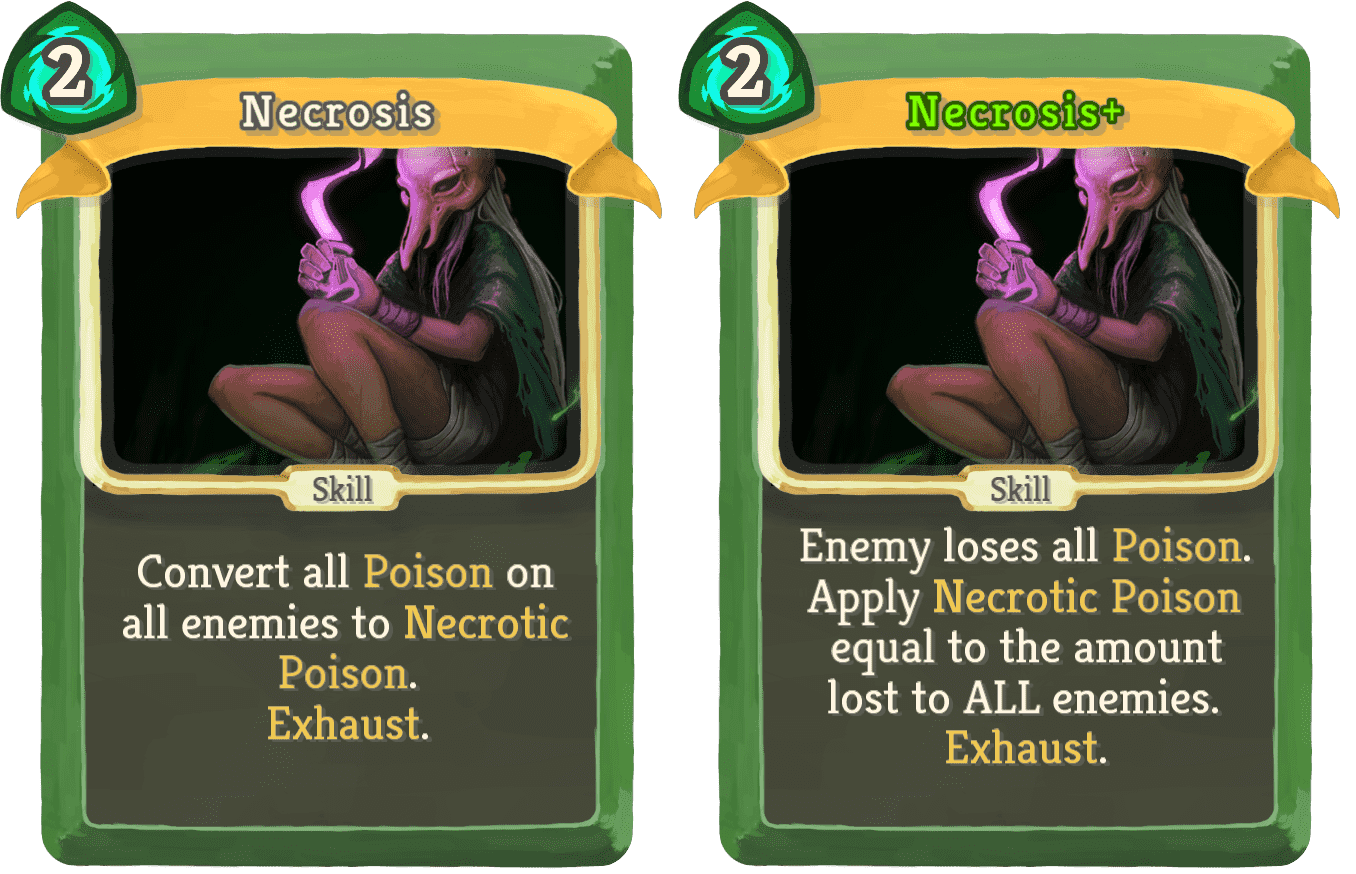 2
Necrosis
Skill
Convert all Poison on
all enemies to Necrotic
Poison.
Exhaust.
2
Necrosis+
Skill
Enemy loses all Poison.
Apply Necrotic Poison
equal to the amount
lost to ALL enemies.
Exhaust.